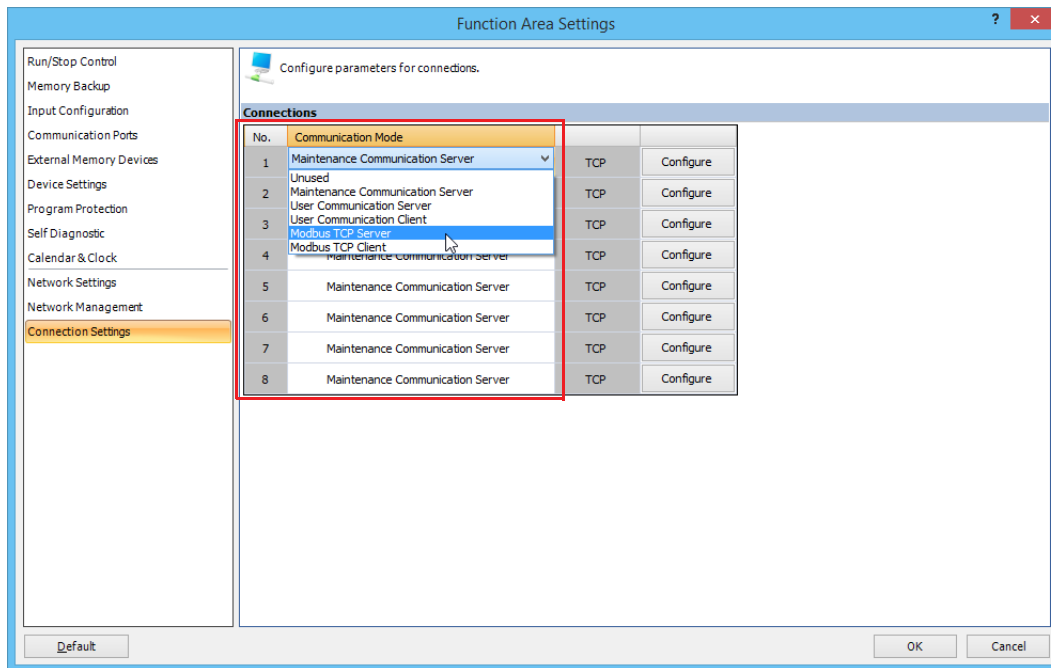 Function Area Settings
?
×
Run/Stop Control
Memory Backup
Input Configuration
Communication Ports
External Memory Devices
Device Settings
Program Protection
Self Diagnostic
Calendar & Clock
Network Settings
Network Management
Connection Settings
Configure parameters for connections.
Connections
No. Communication Mode
1 Maintenance Communication Server TCP Configure
Unused
Maintenance Communication Server
User Communication Server
User Communication Client
Modbus TCP Server
Modbus TCP Client
2 TCP Configure
3 TCP Configure
4 Maintenance Communication Server TCP Configure
5 Maintenance Communication Server TCP Configure
6 Maintenance Communication Server TCP Configure
7 Maintenance Communication Server TCP Configure
8 Maintenance Communication Server TCP Configure
Default OK Cancel